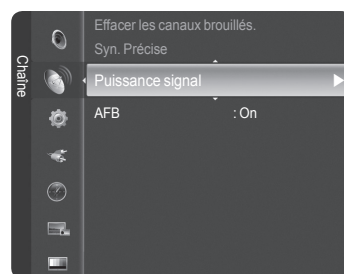 Chaîne
Effacer les canaux brouillés.
Syn. Précise
Puissance signal
AFB : On